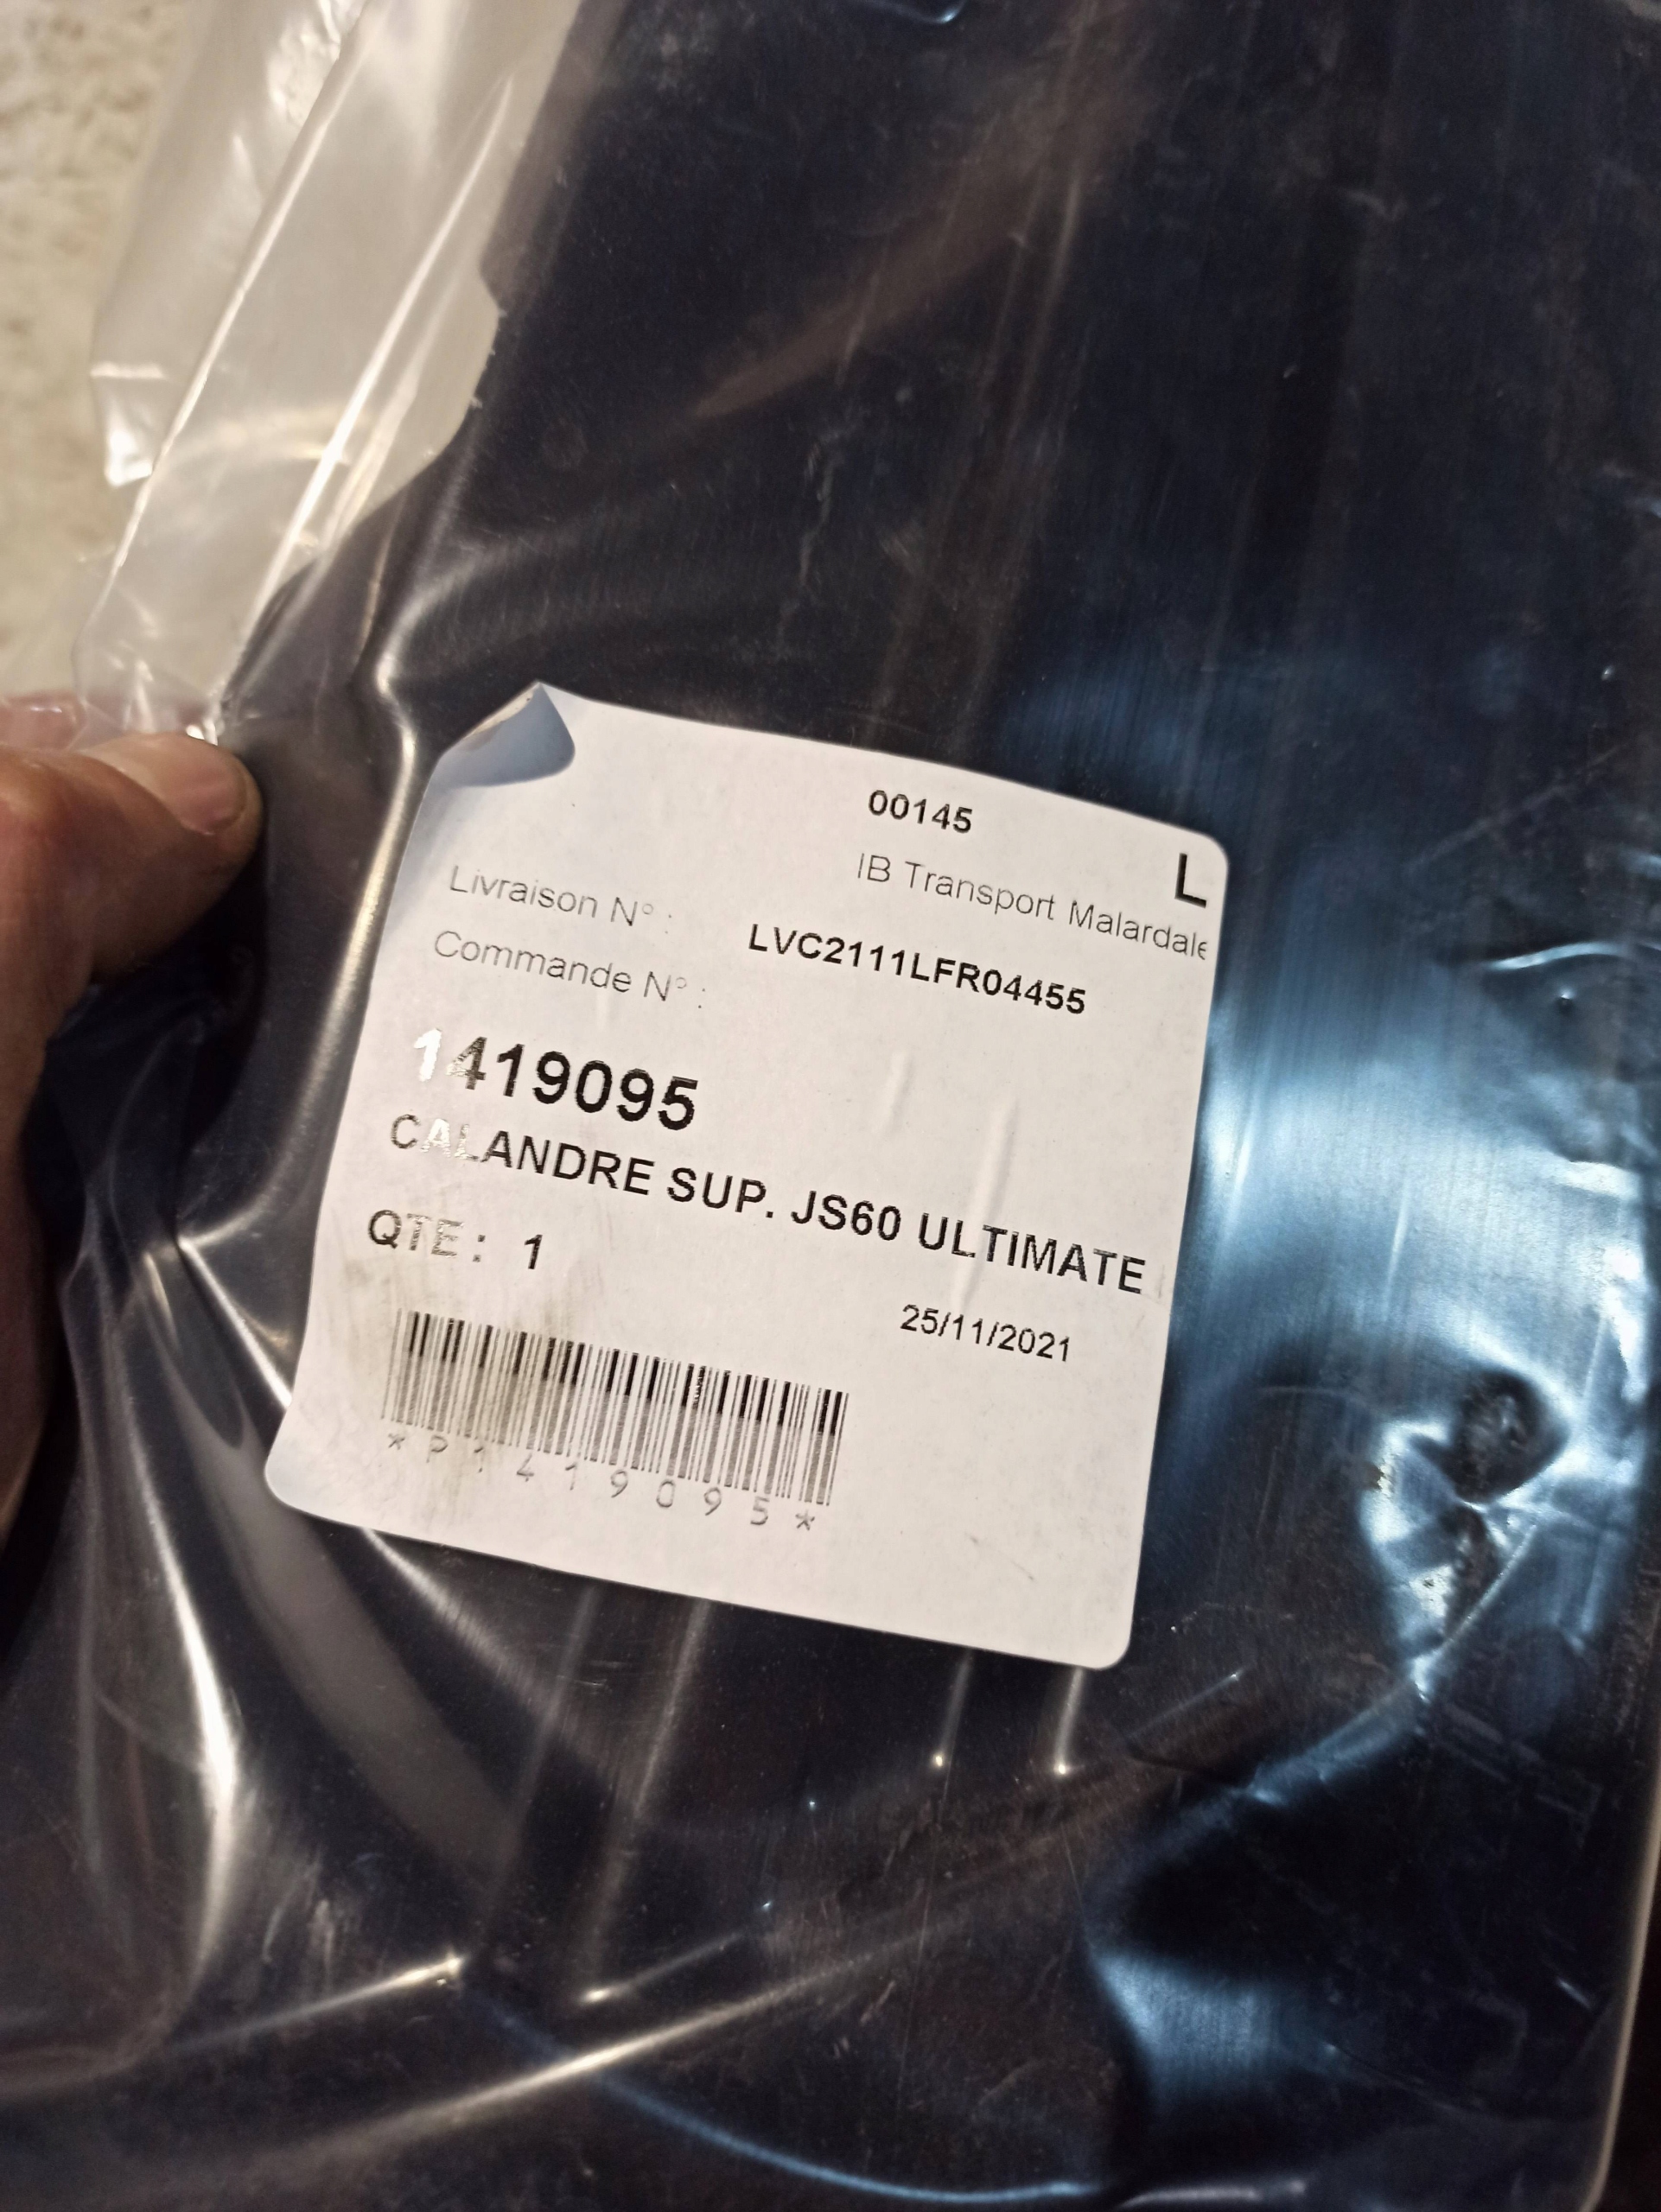 00145
L
IB Transport Malardale
Livraison N° :
LVC2111LFR04455
Commande N° :
1419095
CALANDRE SUP. JS60 ULTIMATE
QTE : 1
25/11/2021
*P1419095*